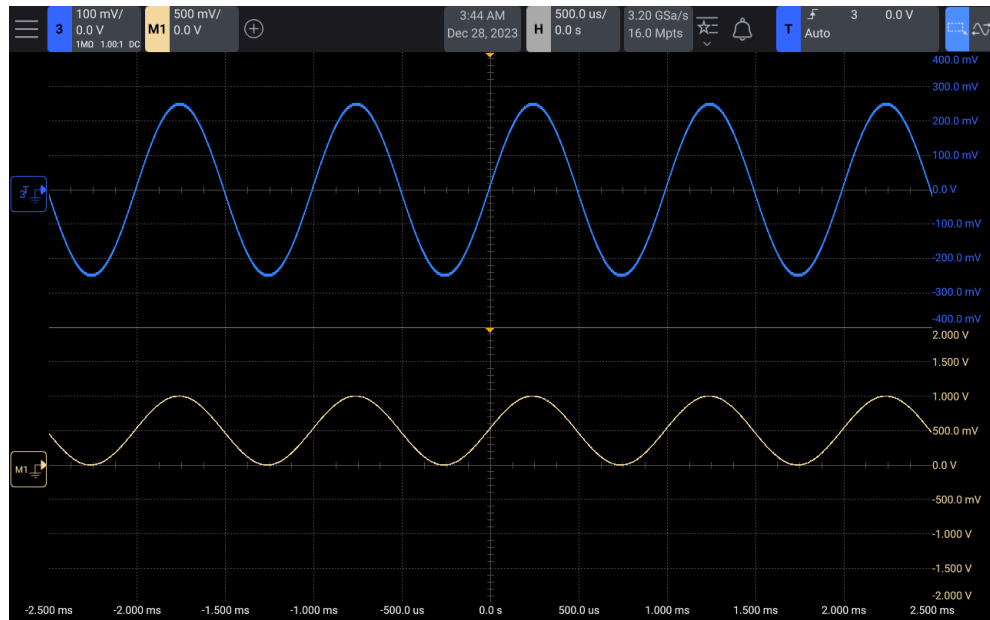 3
100 mV/
0.0 V
1MΩ 1.00:1 DC
M1
500 mV/
0.0 V
3:44 AM
Dec 28, 2023
H
500.0 us/
0.0 s
3.20 GSa/s
16.0 Mpts
T
3 0.0 V
Auto
400.0 mV
300.0 mV
200.0 mV
100.0 mV
0.0 V
-100.0 mV
-200.0 mV
-300.0 mV
-400.0 mV
3
T
2.000 V
1.500 V
1.000 V
500.0 mV
0.0 V
-500.0 mV
-1.000 V
-1.500 V
-2.000 V
M1
-2.500 ms -2.000 ms -1.500 ms -1.000 ms -500.0 us 0.0 s 500.0 us 1.000 ms 1.500 ms 2.000 ms 2.500 ms